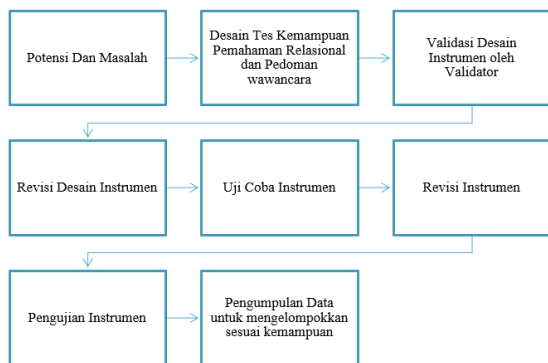 Potensi Dan Masalah
Desain Tes Kemampuan
Pemahaman Relasional
dan Pedoman
wawancara
Validasi Desain
Instrumen oleh
Validator
Revisi Desain Instrumen
Uji Coba Instrumen
Revisi Instrumen
Pengujian Instrumen
Pengumpulan Data
untuk mengelompokkan
sesuai kemampuan